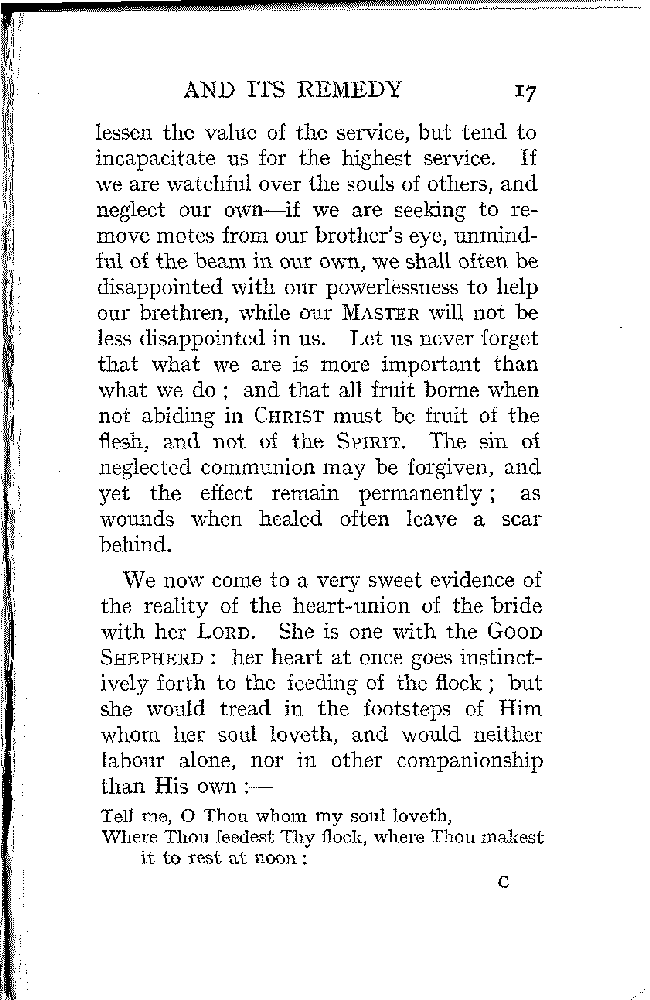 AND ITS REMEDY 17
lessen the value of the service, but tend to
incapacitate us for the highest service. If
we are watchful over the souls of others, and
neglect our own—if we are seeking to re-
move motes from our brother's eye, unmind-
ful of the beam in our own, we shall often be
disappointed with our powerlessness to help
our brethren, while our MASTER will not be
less disappointed in us. Let us never forget
that what we are is more important than
what we do ; and that all fruit borne when
not abiding in CHRIST must be fruit of the
flesh, and not of the SPIRIT. The sin of
neglected communion may be forgiven, and
yet the effect remain permanently ; as
wounds when healed often leave a scar
behind.
We now come to a very sweet evidence of
the reality of the heart-union of the bride
with her LORD. She is one with the GOOD
SHEPHERD : her heart at once goes instinct-
ively forth to the feeding of the flock ; but
she would tread in the footsteps of Him
whom her soul loveth, and would neither
labour alone, nor in other companionship
than His own :—
Tell me, O Thou whom my soul loveth,
Where Thou feedest Thy flock, where Thou makest
it to rest at noon :
C